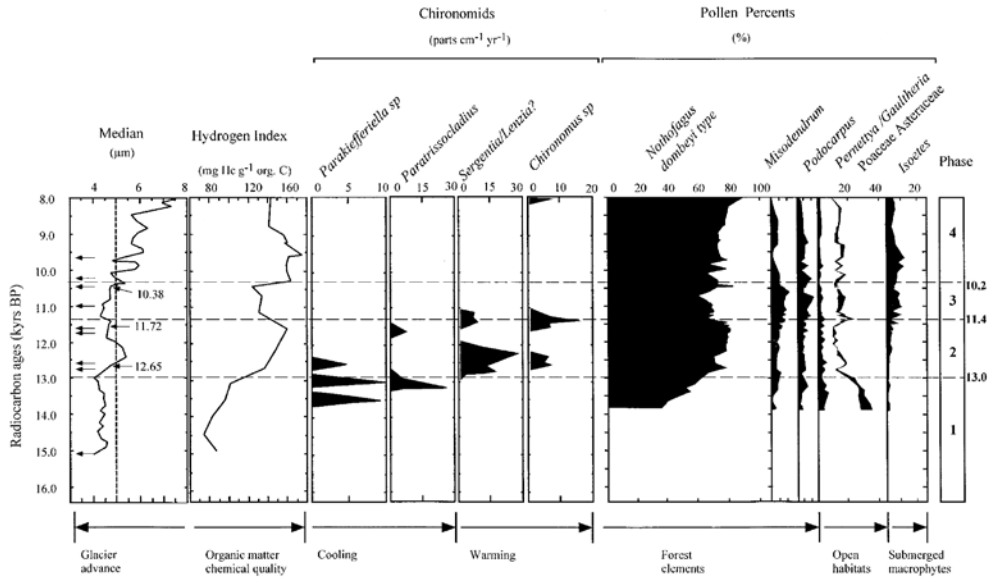 Chironomids
(parts cm-1 yr-1)
Pollen Percents
(%)
Median
(μm)
Hydrogen Index
(mg Hc g-1 org. C)
Parakiefferiella sp
Paratrissocladius
Sergentia/Lenzia?
Chironomus sp
Nothofagus
dombeyi type
Misodendrum
Podocarpus
Pernettya /Gaultheria
Poaceae Asteraceae
Isoetes
Phase
4 6 8
80 120 160
0 5 10
0 15 30
0 15 30
0 10 20
0 20 40 60 80 100
20 40
20
Radiocarbon ages (kyrs BP)
8.0
9.0
10.0
11.0
12.0
13.0
14.0
15.0
16.0
10.38
11.72
12.65
4
10.2
3
11.4
2
13.0
1
Glacier
advance
Organic matter
chemical quality
Cooling
Warming
Forest
elements
Open
habitats
Submerged
macrophytes